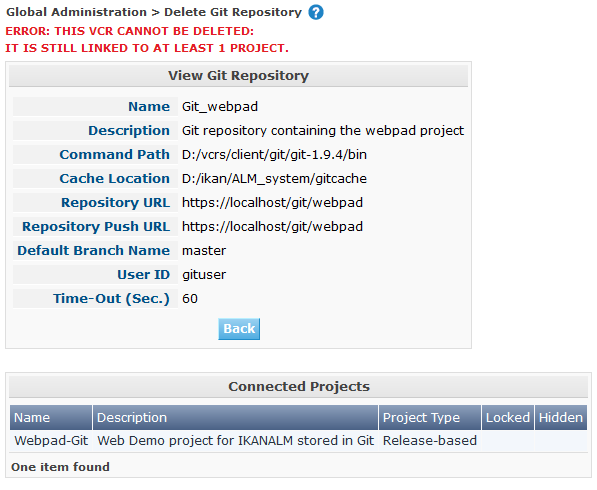 Global Administration > Delete Git Repository ?
ERROR: THIS VCR CANNOT BE DELETED:
IT IS STILL LINKED TO AT LEAST 1 PROJECT.
View Git Repository
Name Git_webpad
Description Git repository containing the webpad project
Command Path D:/vcrs/client/git/git-1.9.4/bin
Cache Location D:/ikan/ALM_system/gitcache
Repository URL https://localhost/git/webpad
Repository Push URL https://localhost/git/webpad
Default Branch Name master
User ID gituser
Time-Out (Sec.) 60
Back
Connected Projects
Name Description Project Type Locked Hidden
Webpad-Git Web Demo project for IKANALM stored in Git Release-based
One item found